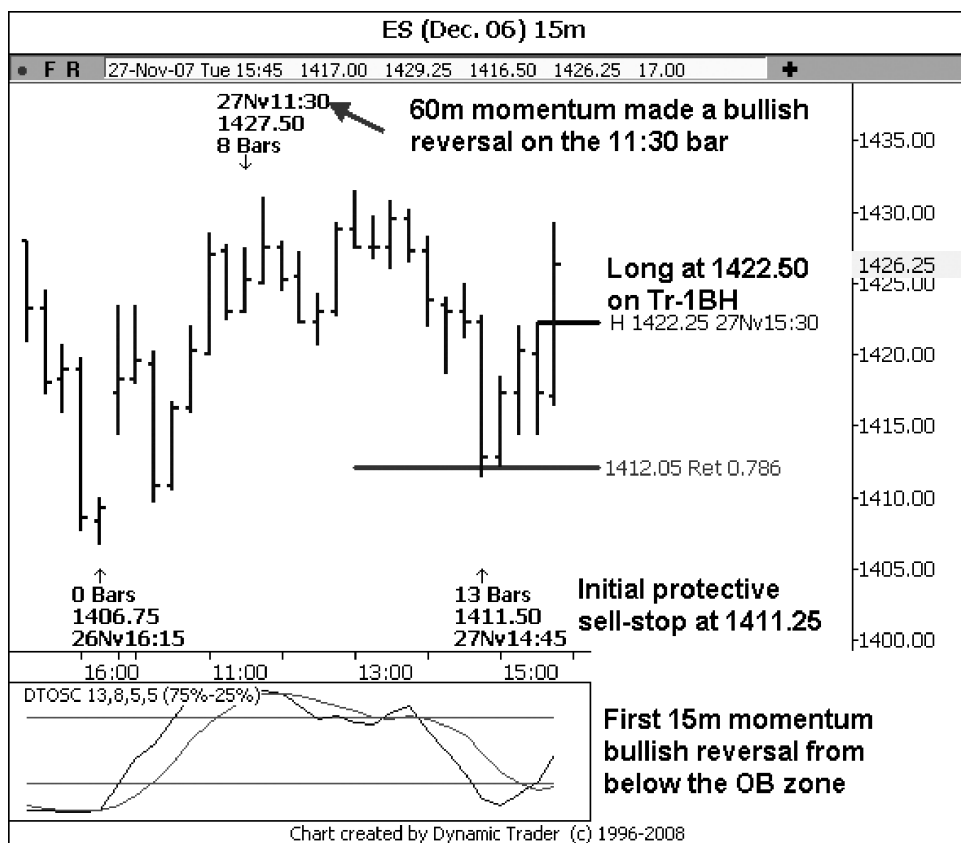 ES (Dec. 06) 15m
F R 27-Nov-07 Tue 15:45 1417.00 1429.25 1416.50 1426.25 17.00
27Nv11:30
1427.50
8 Bars
60m momentum made a bullish
reversal on the 11:30 bar
1435.00
1430.00
1426.25
1425.00
1420.00
1415.00
1410.00
1405.00
1400.00
Long at 1422.50
on Tr-1BH
H 1422.25 27Nv15:30
1412.05 Ret 0.786
0 Bars
1406.75
26Nv16:15
13 Bars
1411.50
27Nv14:45
Initial protective
sell-stop at 1411.25
16:00 11:00 13:00 15:00
DTOSC 13,8,5,5 (75%-25%)
First 15m momentum
bullish reversal from
below the OB zone
Chart created by Dynamic Trader (c) 1996-2008